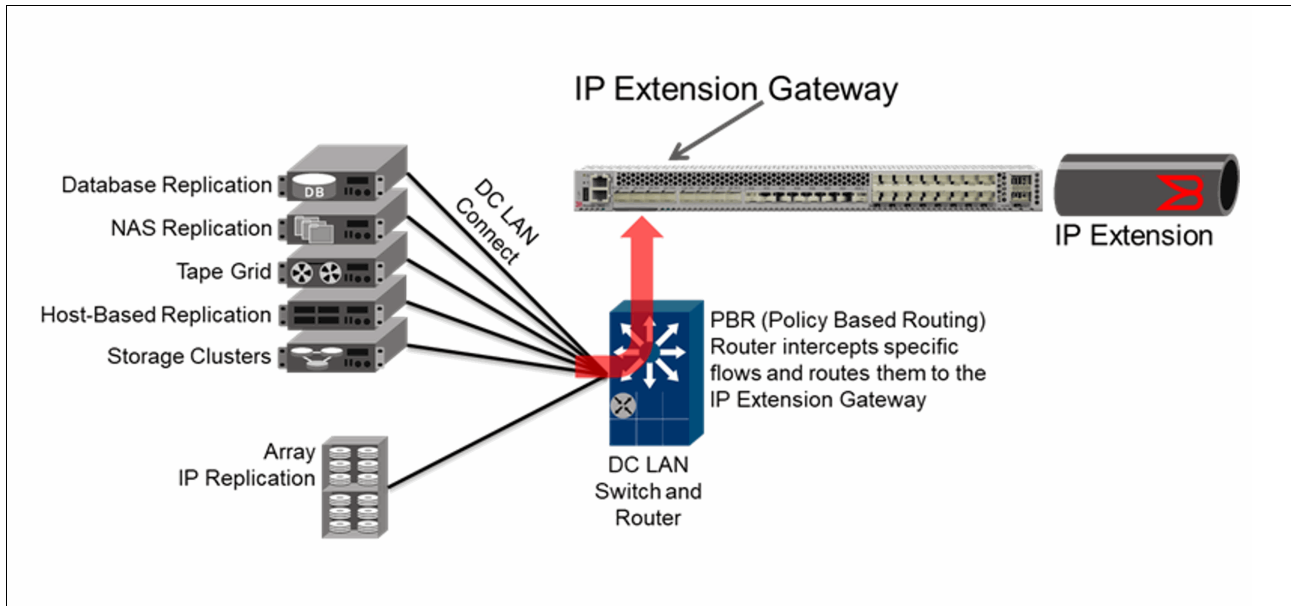 IP Extension Gateway
Database Replication
DB
NAS Replication
Tape Grid
Host-Based Replication
Storage Clusters
DC LAN
Connect
IP Extension
PBR (Policy Based Routing)
Router intercepts specific
flows and routes them to the
IP Extension Gateway
Array
IP Replication
DC LAN
Switch and
Router